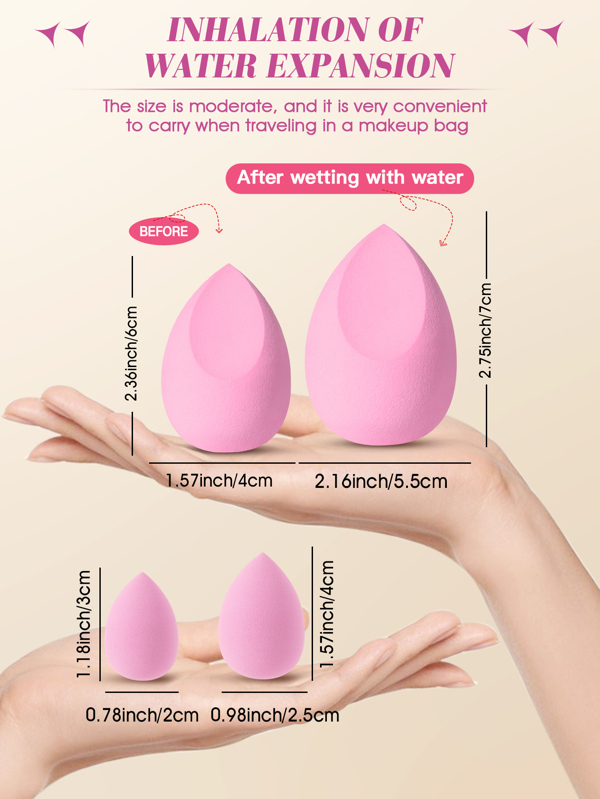 INHALATION OF
WATER EXPANSION
The size is moderate, and it is very convenient
to carry when traveling in a makeup bag
After wetting with water
BEFORE
2.36inch/6cm
2.75inch/7cm
1.57inch/4cm
2.16inch/5.5cm
1.18inch/3cm
1.57inch/4cm
0.78inch/2cm
0.98inch/2.5cm